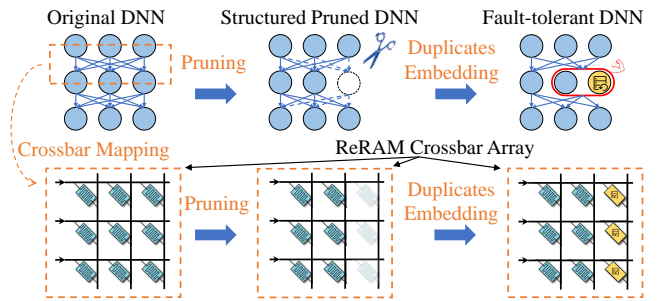 Original DNN
Structured Pruned DNN
Fault-tolerant DNN
Pruning
Duplicates
Embedding
Crossbar Mapping
ReRAM Crossbar Array
Pruning
Duplicates
Embedding